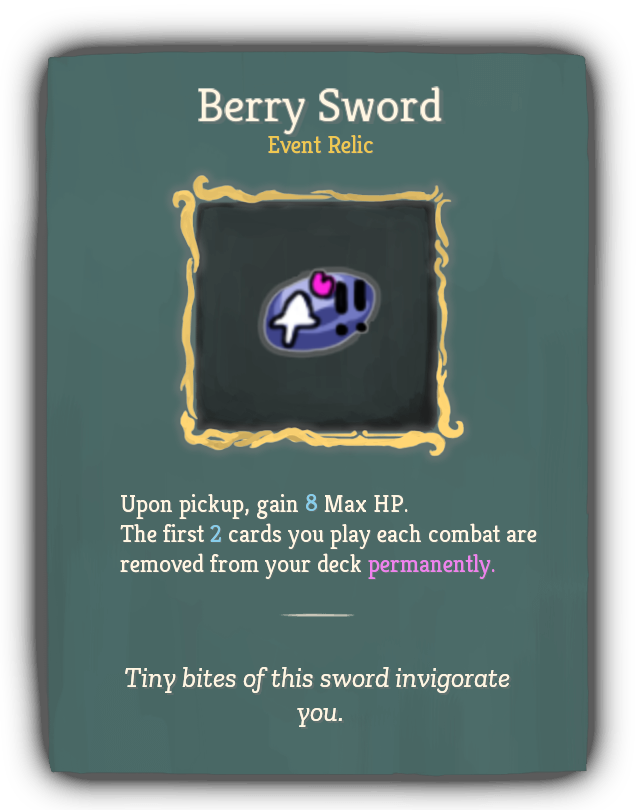 Berry Sword
Event Relic
Upon pickup, gain 8 Max HP.
The first 2 cards you play each combat are
removed from your deck permanently.
Tiny bites of this sword invigorate
you.